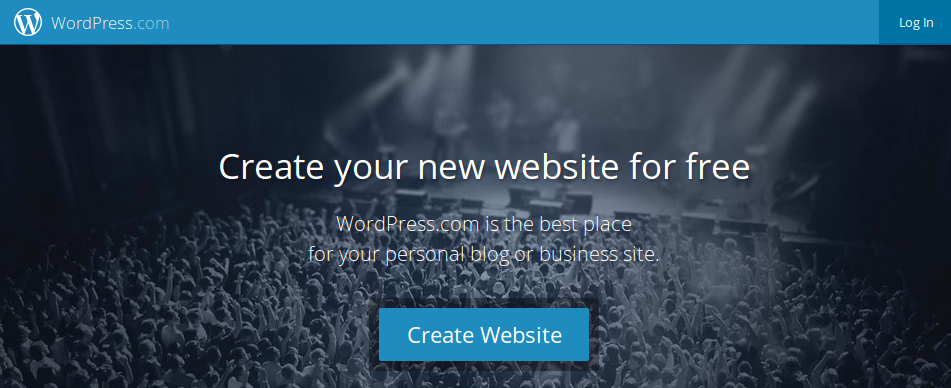 WordPress.com
Log In
Create your new website for free
WordPress.com is the best place
for your personal blog or business site.
Create Website